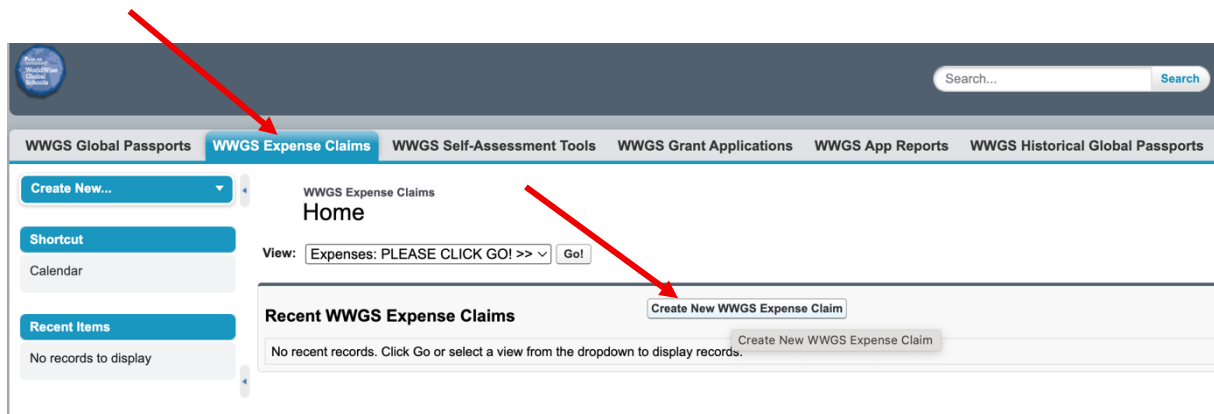 WorldWise
Global
Schools
Search... Search
WWGS Global Passports WWGS Expense Claims WWGS Self-Assessment Tools WWGS Grant Applications WWGS App Reports WWGS Historical Global Passports
Create New...
WWGS Expense Claims
Home
Shortcut
View: Expenses: PLEASE CLICK GO! >> Go!
Calendar
Recent WWGS Expense Claims Create New WWGS Expense Claim
Recent Items
Create New WWGS Expense Claim
No recent records. Click Go or select a view from the dropdown to display records.
No records to display